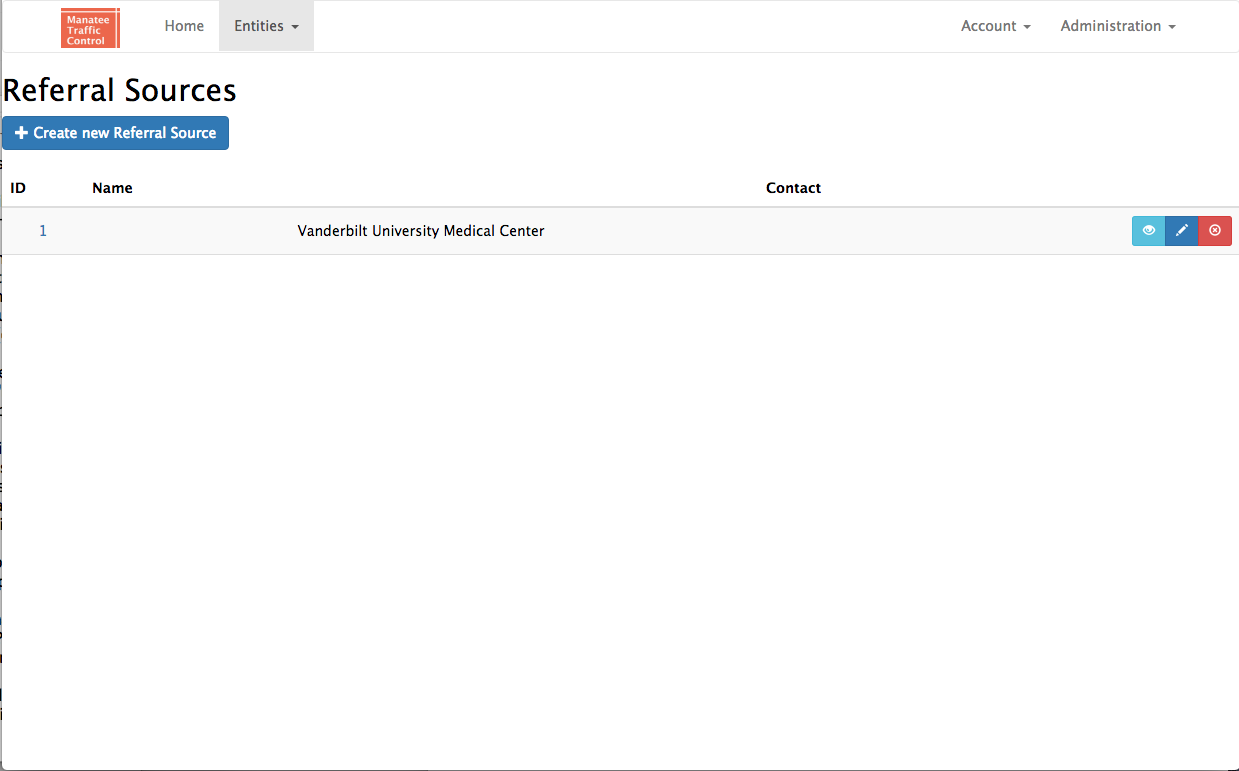 Manatee
Traffic
Control
Home
Entities
Account
Administration
Referral Sources
Create new Referral Source
ID Name Contact
1 Vanderbilt University Medical Center